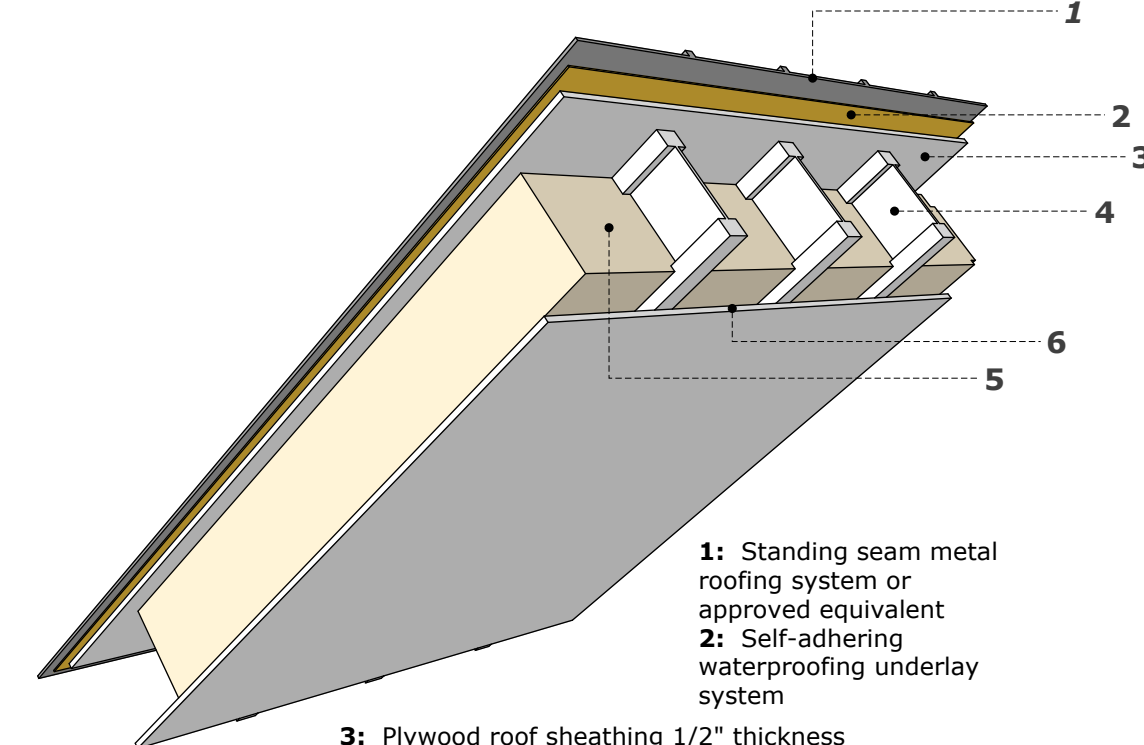 1
2
3
4
6
5
1: Standing seam metal
roofing system or
approved equivalent
2: Self-adhering
waterproofing underlay
system
3: Plywood roof sheathing 1/2" thickness